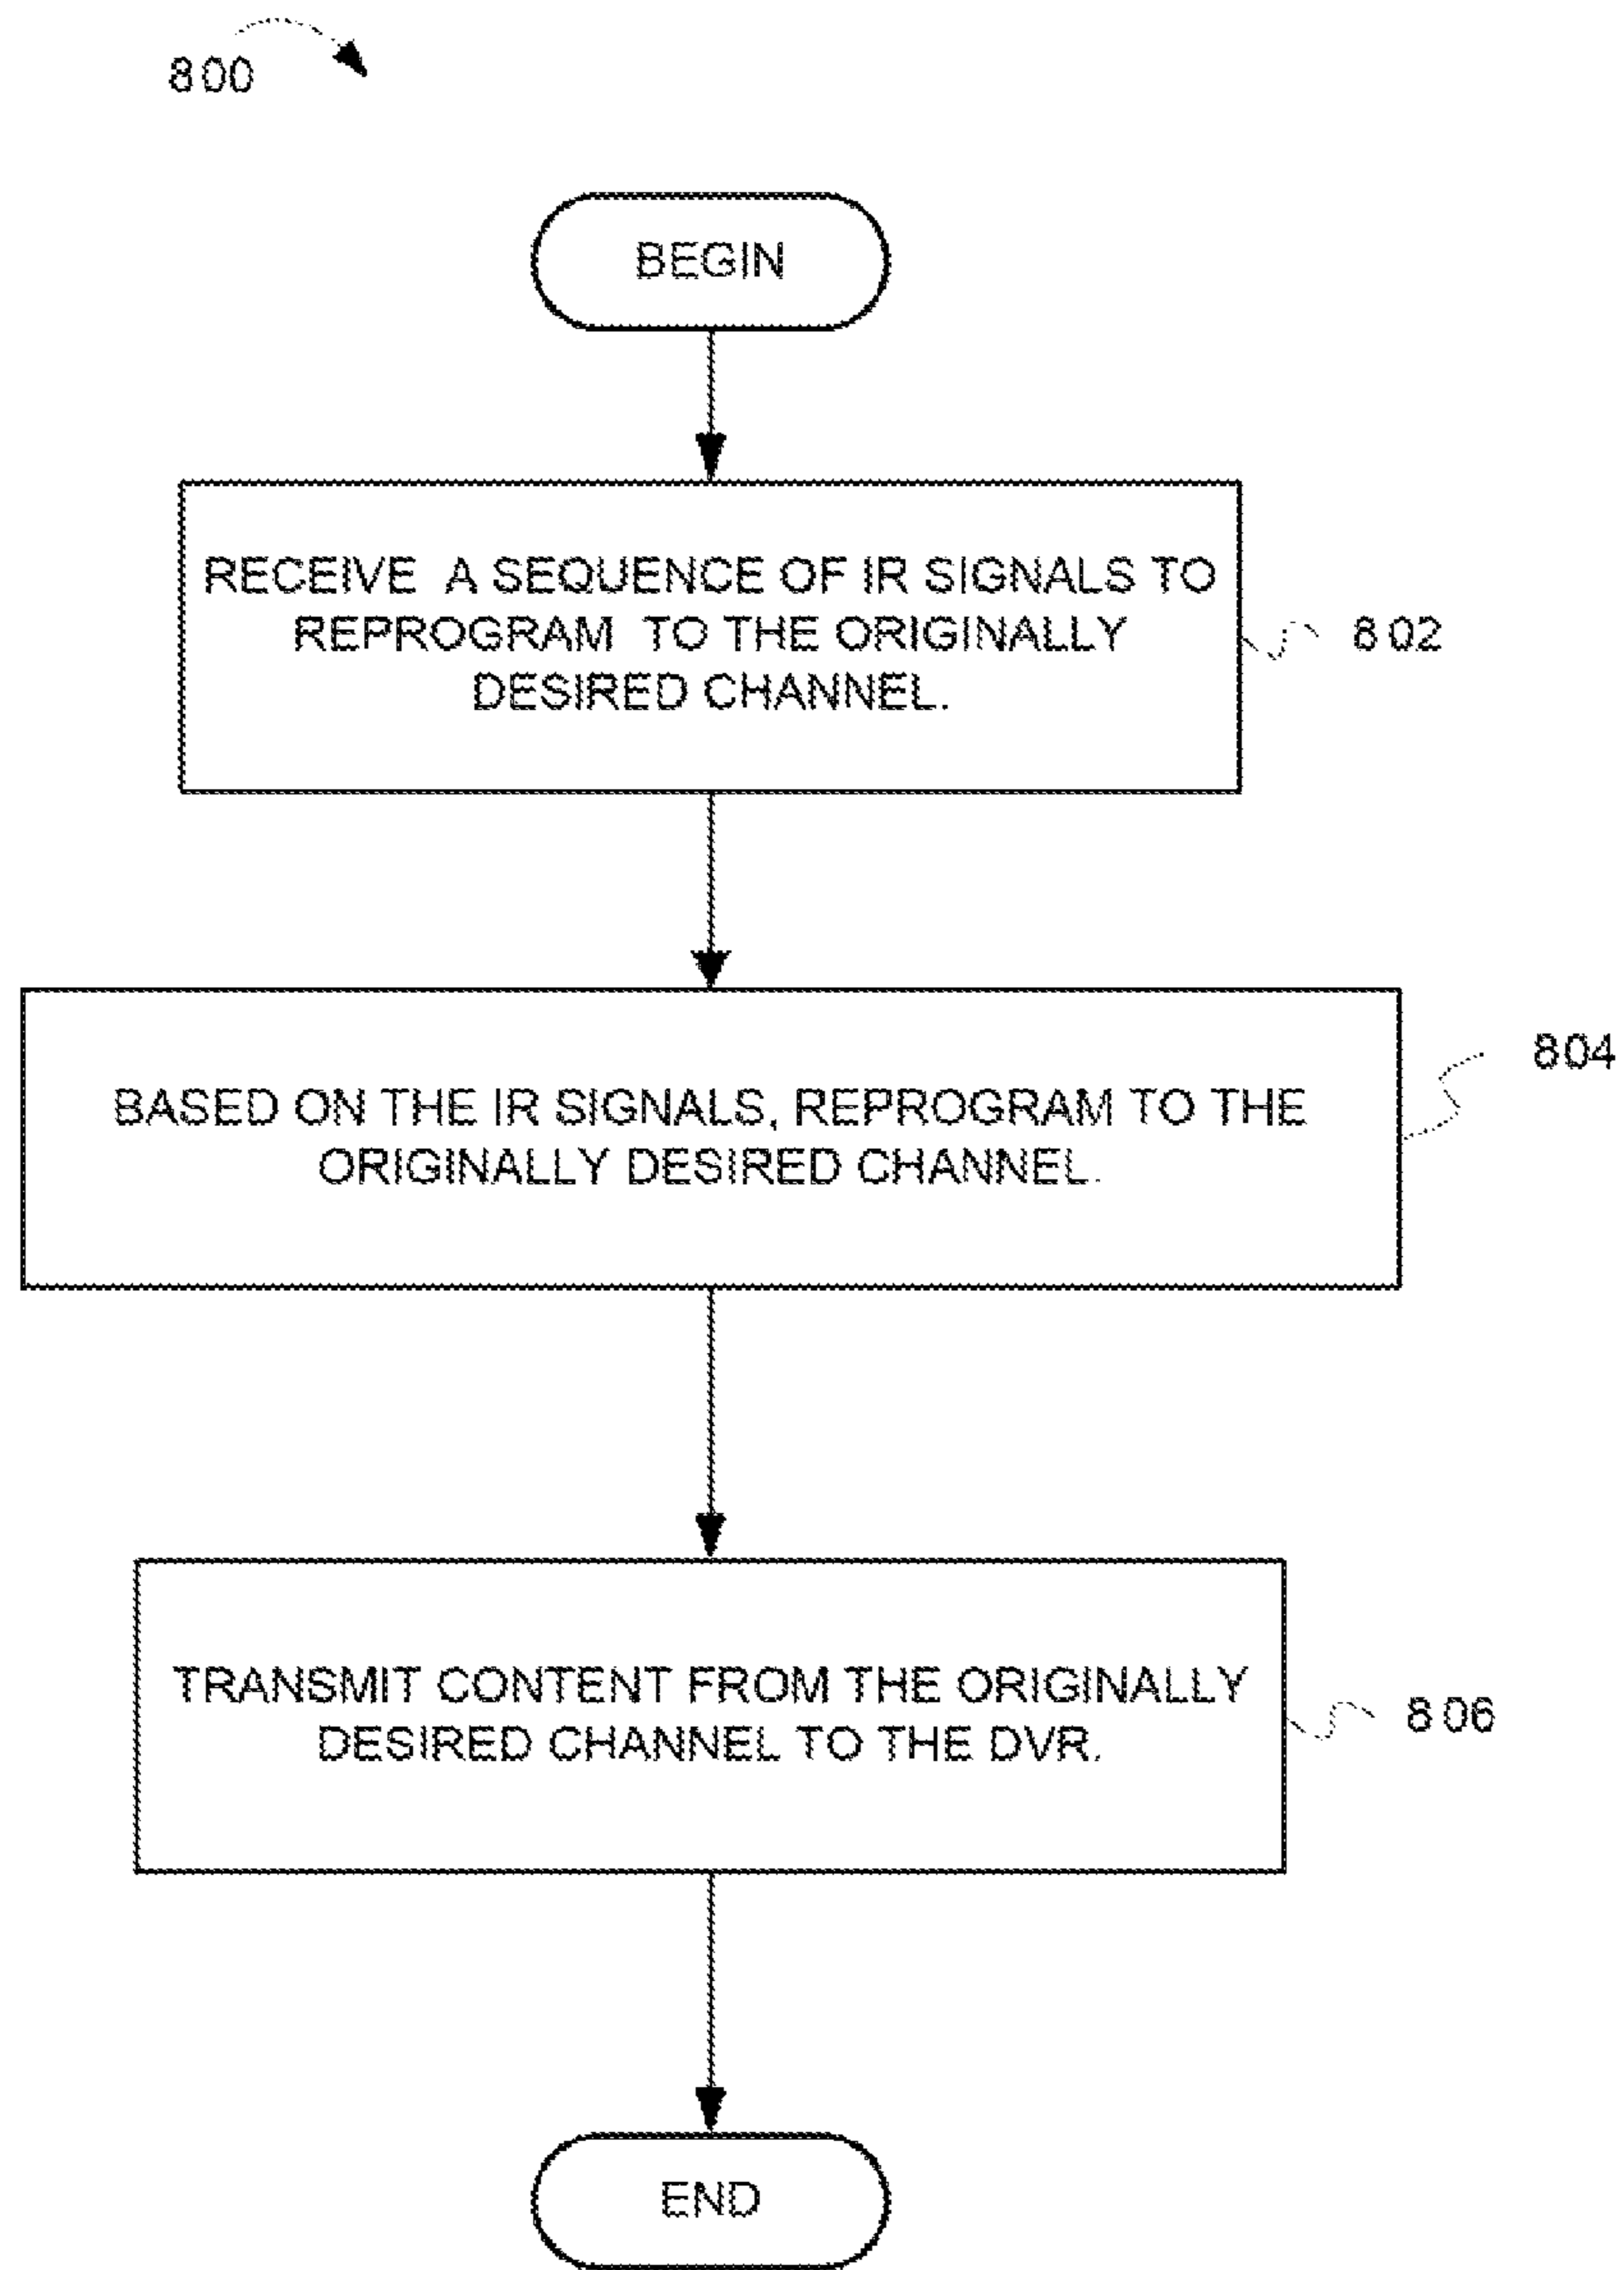 800
BEGIN
RECEIVE A SEQUENCE OF IR SIGNALS TO
REPROGRAM TO THE ORIGINALLY
DESIRED CHANNEL.
802
BASED ON THE IR SIGNALS, REPROGRAM TO THE
ORIGINALLY DESIRED CHANNEL.
804
TRANSMIT CONTENT FROM THE ORIGINALLY
DESIRED CHANNEL TO THE DVR.
806
END